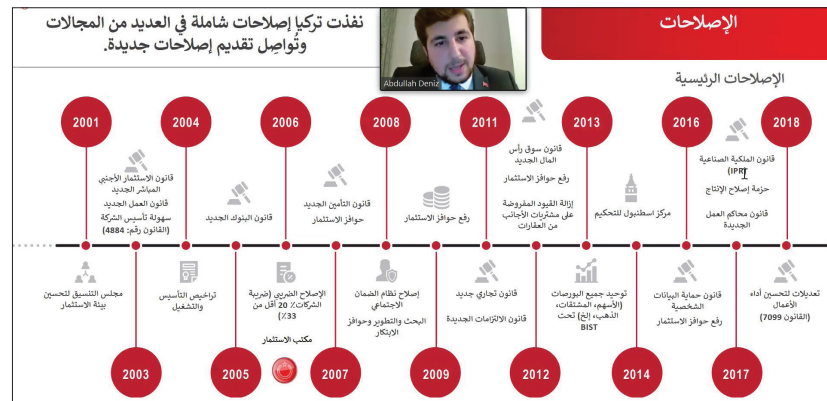 الإصلاحات
نفذت تركيا إصلاحات شاملة في العديد من المجالات
وتُواصِل تقديم إصلاحات جديدة.
Abdullah Deniz
الإصلاحات الرئيسية
2001
2004
2006
2008
2011
2013
2016
2018
قانون الاستثمار الأجنبي
المباشر الجديد
قانون العمل الجديد
سهولة تأسيس الشركة
(القانون رقم: 4884)
قانون البنوك الجديد
قانون التأمين الجديد
حوافز الاستثمار
رفع حوافز الاستثمار
قانون سوق رأس
المال الجديد
رفع حوافز الاستثمار
إزالة القيود المفروضة
على مشتريات الأجانب
من العقارات
مركز اسطنبول للتحكيم
قانون الملكية الصناعية
(IPR)
حزمة إصلاح الإنتاج
قانون محاكم العمل
الجديدة
مجلس التنسيق لتحسين
بيئة الاستثمار
تراخيص التأسيس
والتشغيل
الإصلاح الضريبي (ضريبة
الشركات٪ 20 أقل من
33٪)
مكتب الاستثمار
إصلاح نظام الضمان
الاجتماعي
البحث والتطوير وحوافز
الابتكار
قانون تجاري جديد
قانون الالتزامات الجديدة
توحيد جميع البورصات
(الأسهم، المشتقات،
الذهب، إلخ) تحت
BIST
قانون حماية البيانات
الشخصية
رفع حوافز الاستثمار
تعديلات لتحسين أداء
الأعمال
(القانون 7099)
2003
2005
2007
2009
2012
2014
2017